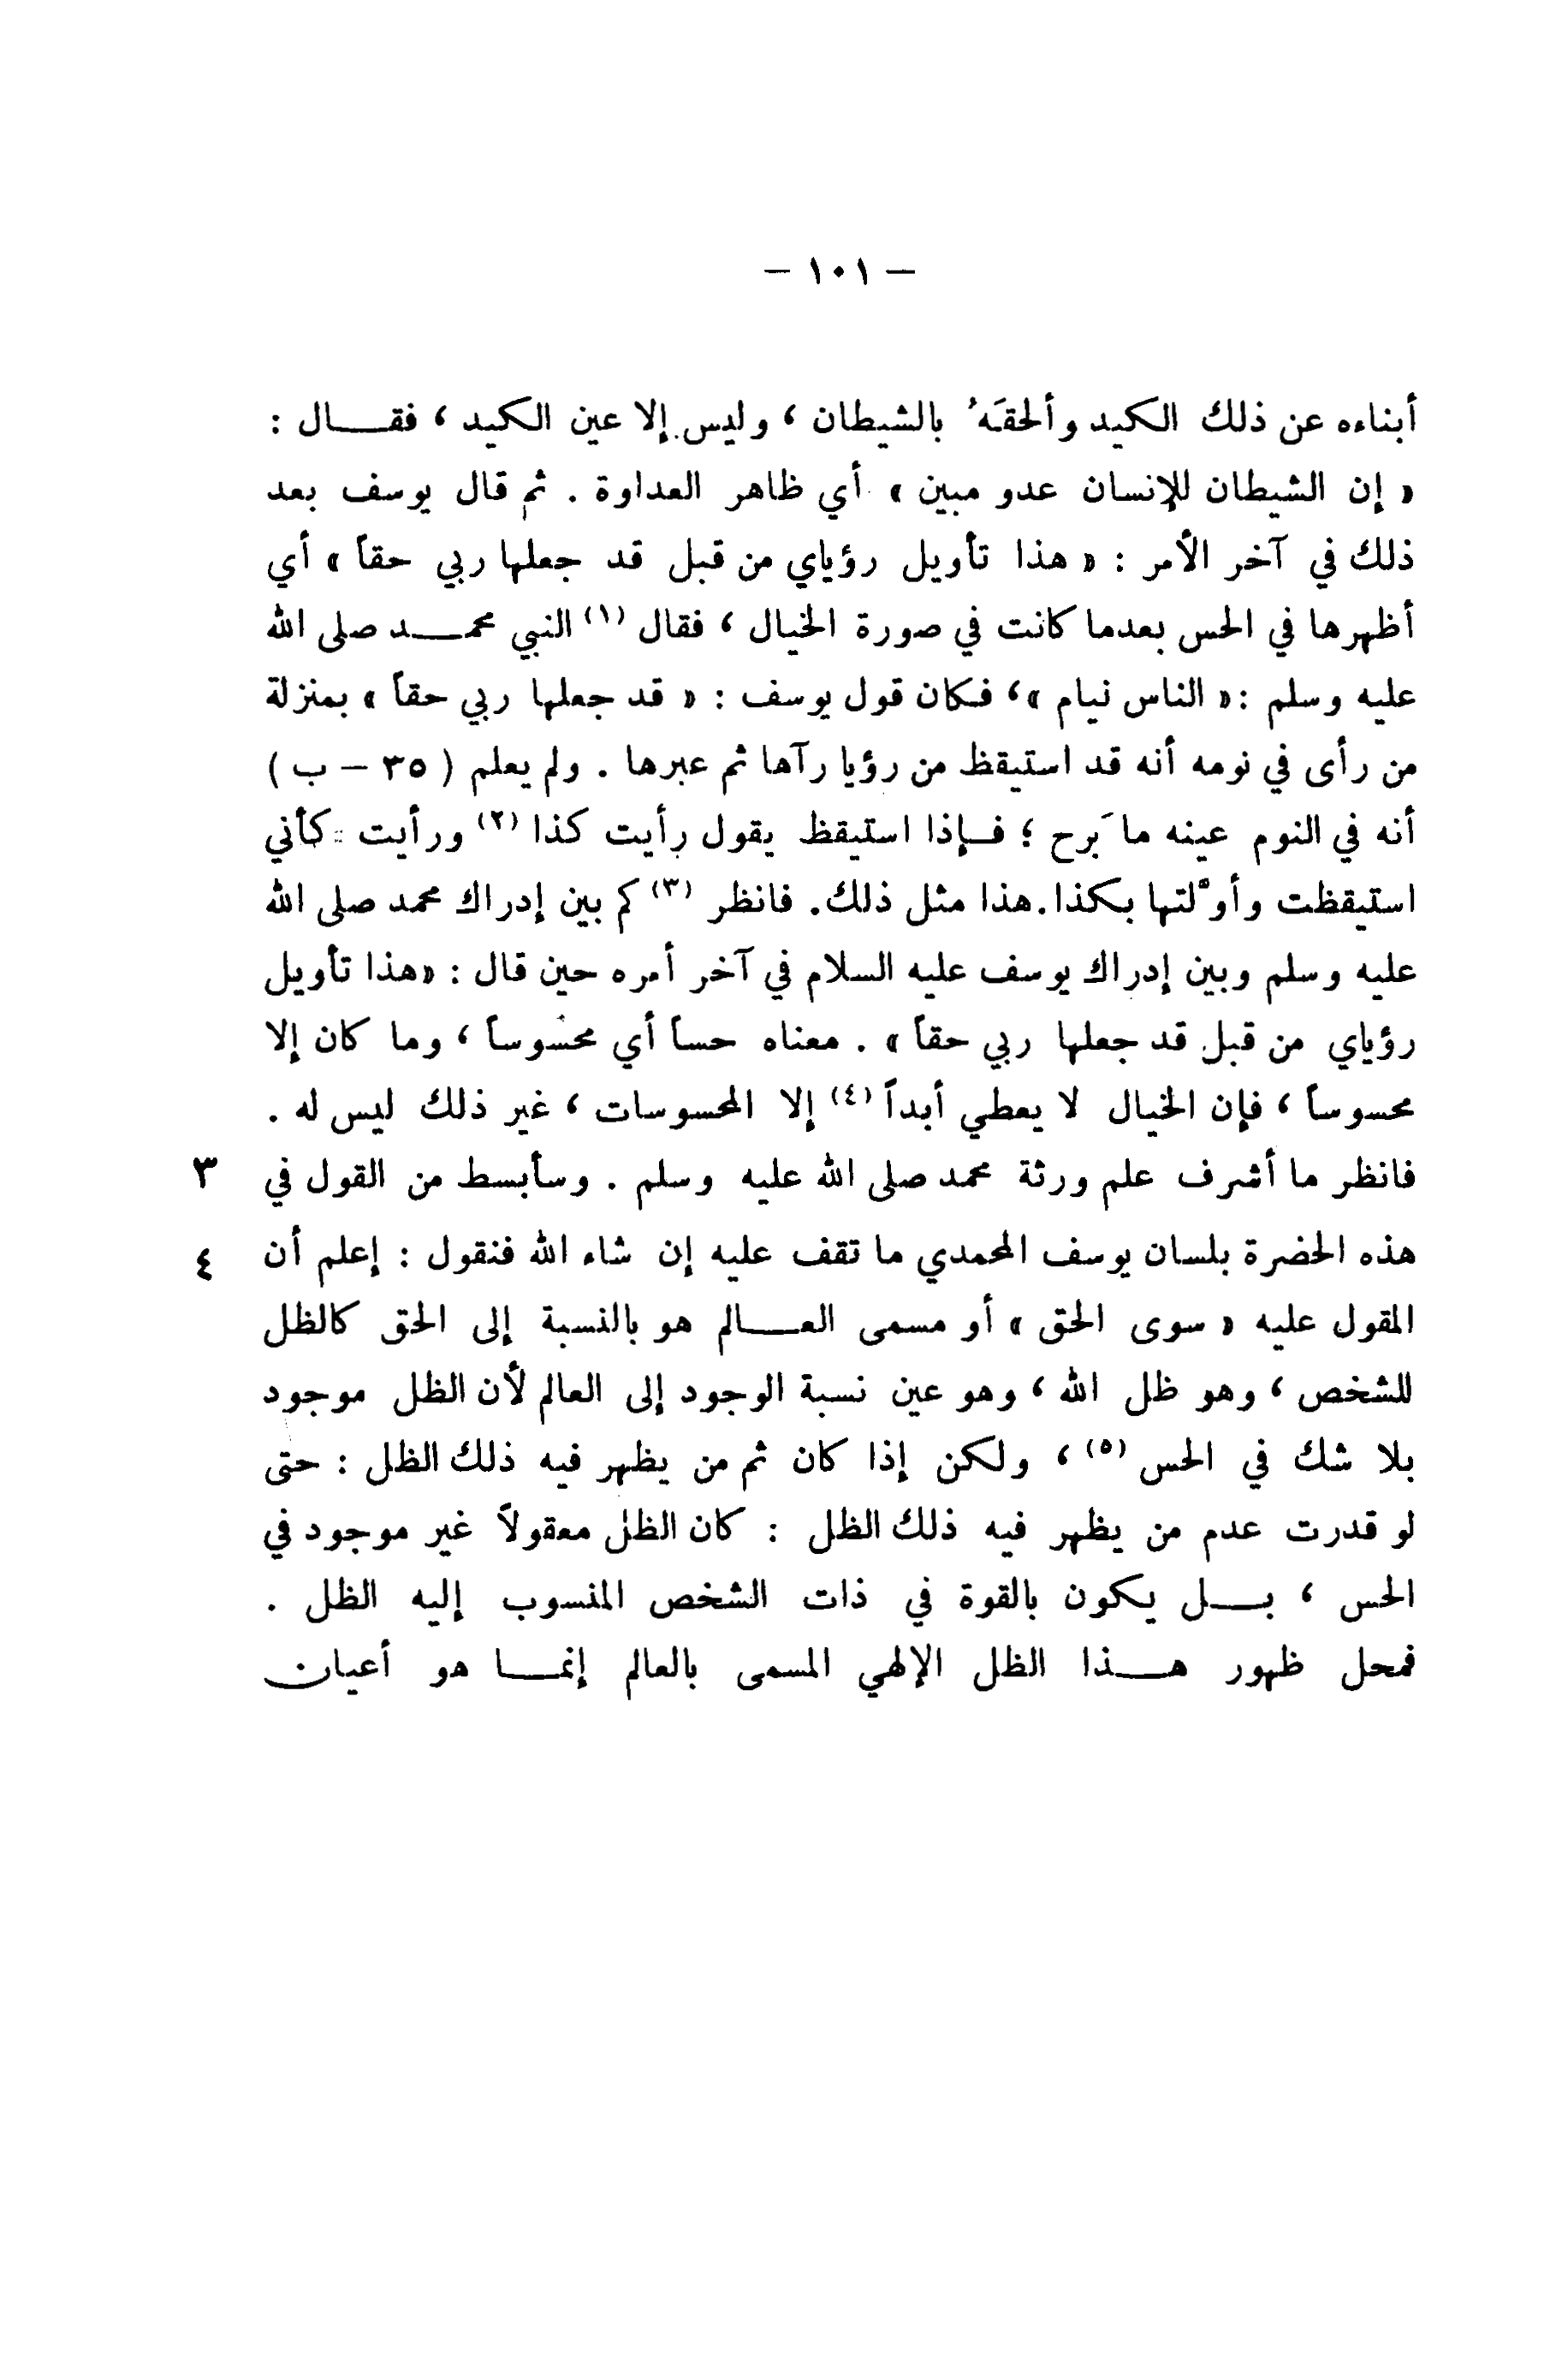 — ١٠١ —
أبناءه عن ذلك الكيد وألحقَهُ بالشيطان ، وليس إلا عين الكيد ، فقـــال :
« إن الشيطان للإنسان عدو مبين » أي ظاهر العداوة . ثم قال يوسف بعد
ذلك في آخر الأمر : « هذا تأويل رؤياي من قبل قد جعلها ربي حقاً » أي
أظهرها في الحس بعدما كانت في صورة الخيال ، فقال (١) النبي محمـــد صلى الله
عليه وسلم :« الناس نيام »، فكان قول يوسف : « قد جعلها ربي حقاً » بمنزلة
من رأى في نومه أنه قد استيقظ من رؤيا رآها ثم عبرها . ولم يعلم ( ٣٥ – ب )
أنه في النوم عينه ما بَرح ؛ فــإذا استيقظ يقول رأيت كذا (٢) ورأيت كأني
استيقظت وأوَّلتها بكذا.هذا مثل ذلك. فانظر (٣) كم بين إدراك محمد صلى الله
عليه وسلم وبين إدراك يوسف عليه السلام في آخر أمره حين قال : «هذا تأويل
رؤياي من قبل قد جعلها ربي حقاً » . معناه حساً أي محسوساً ، وما كان إلا
محسوساً ، فإن الخيال لا يعطي أبداً (٤) إلا المحسوسات ، غير ذلك ليس له .
فانظر ما أشرف علم ورثة محمد صلى الله عليه وسلم . وسأبسط من القول في ٣
هذه الحضرة بلسان يوسف المحمدي ما تقف عليه إن شاء الله فنقول : إعلم أن ٤
المقول عليه « سوى الحق » أو مسمى العـــالم هو بالنسبة إلى الحق كالظل
للشخص ، وهو ظل الله ، وهو عين نسبة الوجود إلى العالم لأن الظل موجود
بلا شك في الحس (٥) ، ولكن إذا كان ثم من يظهر فيه ذلك الظل : حتى
لو قدرت عدم من يظهر فيه ذلك الظل : كان الظل معقولاً غير موجود في
الحس ، بـــل يكون بالقوة في ذات الشخص المنسوب إليه الظل .
فمحل ظهور هـــذا الظل الإلهي المسمى بالعالم إنمـــا هو أعيان